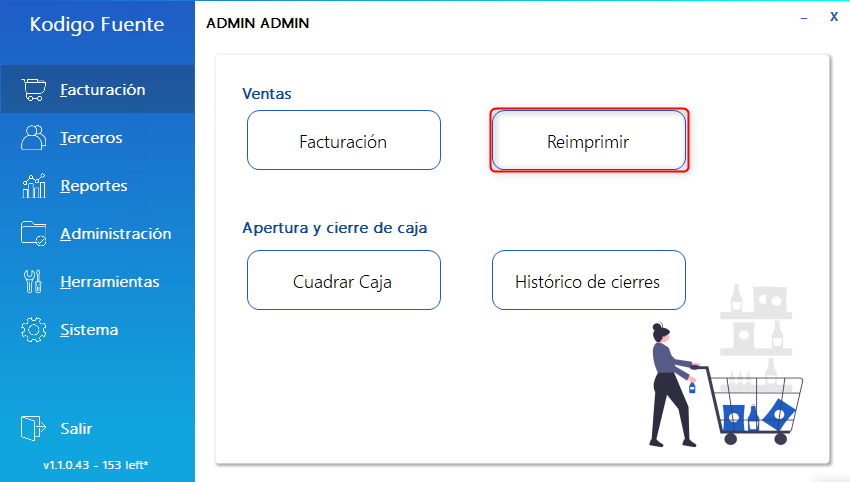 Kodigo Fuente
ADMIN ADMIN
– X
Facturación
Terceros
Reportes
Administración
Herramientas
Sistema
Salir
v1.1.0.43 - 153 left*
Ventas
Facturación
Reimprimir
Apertura y cierre de caja
Cuadrar Caja
Histórico de cierres